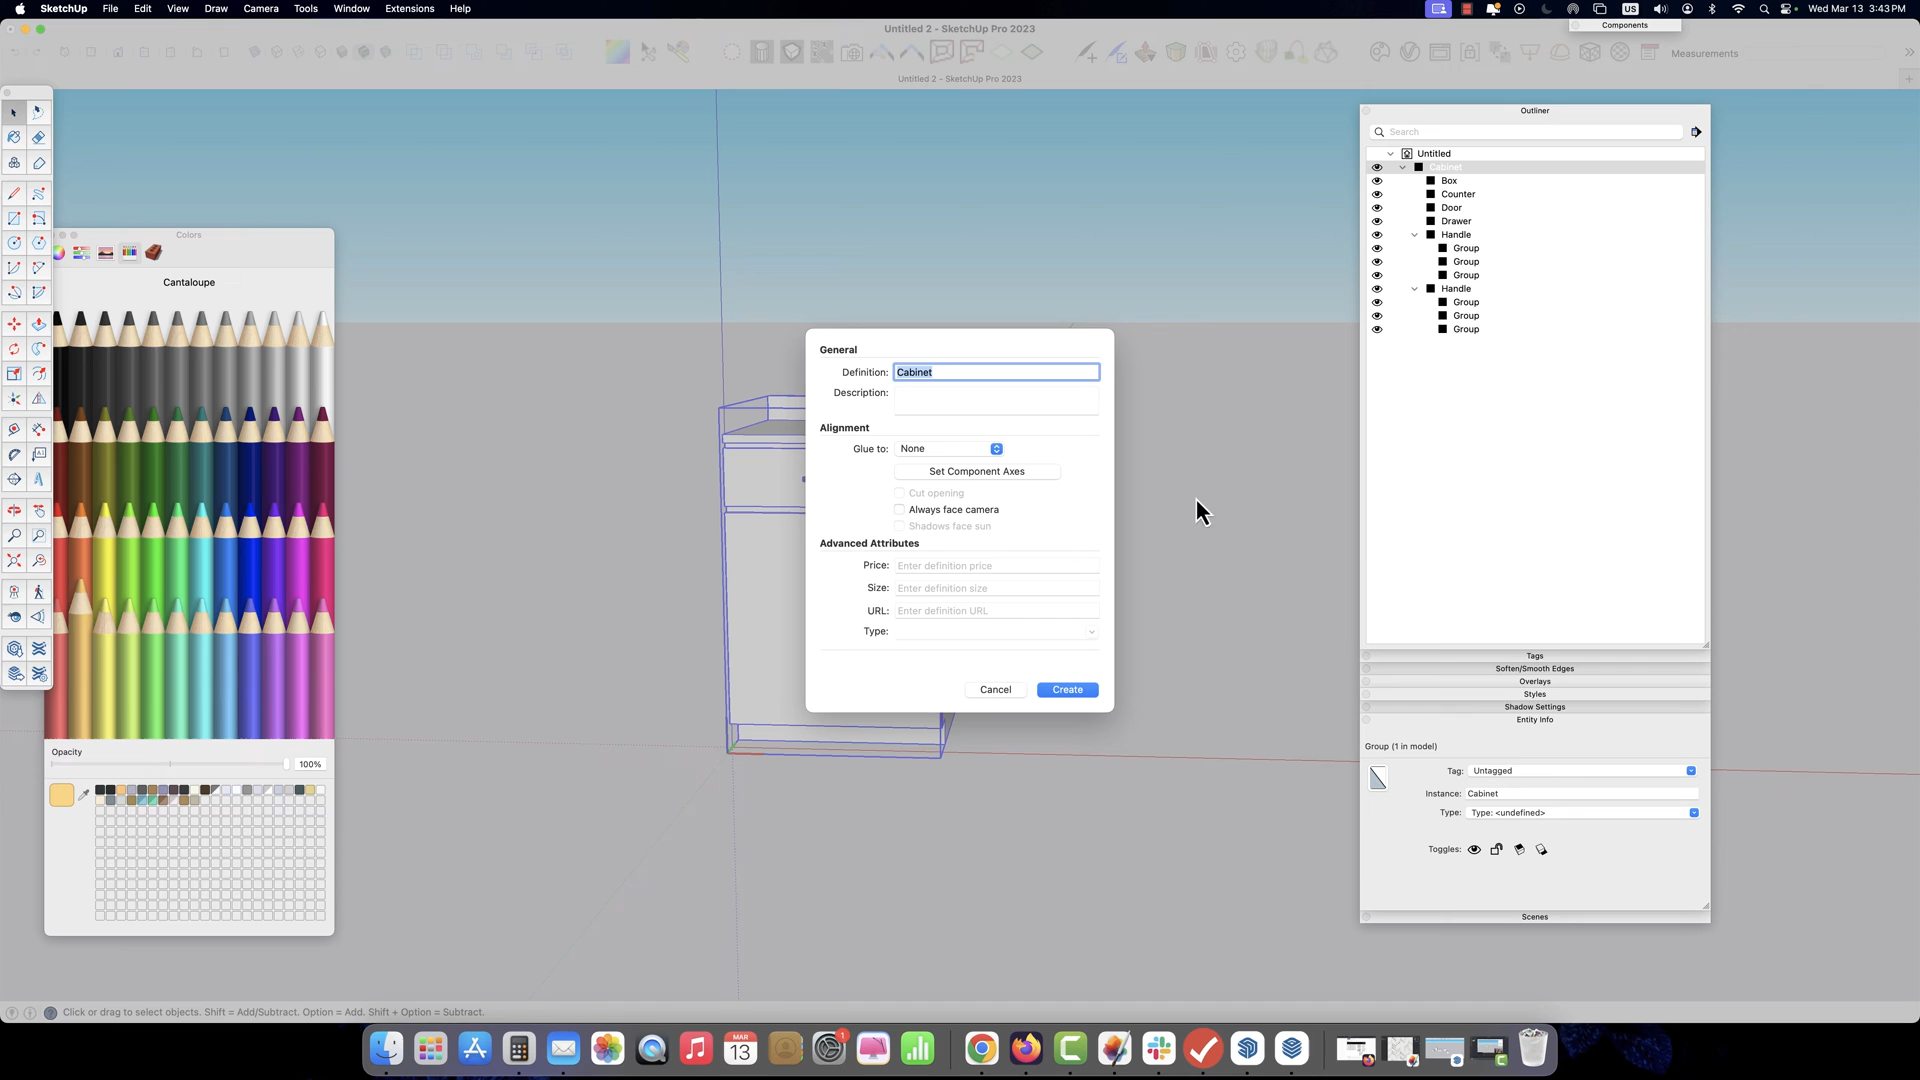 SketchUp File Edit View Draw Camera Tools Window Extensions Help
US Wed Mar 13 3:43 PM
Components
Untitled 2 - SketchUp Pro 2023
Measurements
Untitled 2 - SketchUp Pro 2023
Outliner
Search
Untitled
Cabinet
Box
Counter
Door
Drawer
Handle
Group
Group
Group
Handle
Group
Group
Group
Colors
Cantaloupe
Opacity
100%
General
Definition: Cabinet
Description:
Alignment
Glue to: None
Set Component Axes
Cut opening
Always face camera
Shadows face sun
Advanced Attributes
Price: Enter definition price
Size: Enter definition size
URL: Enter definition URL
Type:
Cancel Create
Tags
Soften/Smooth Edges
Overlays
Styles
Shadow Settings
Entity Info
Group (1 in model)
Tag: Untagged
Instance: Cabinet
Type: Type: <undefined>
Toggles:
Scenes
Click or drag to select objects. Shift = Add/Subtract. Option = Add. Shift + Option = Subtract.
MAR
13
1